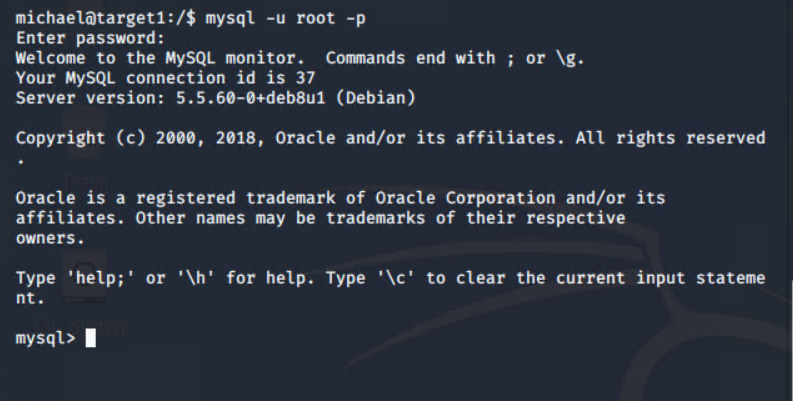 michael@target1:/$ mysql -u root -p
Enter password:
Welcome to the MySQL monitor.  Commands end with ; or \g.
Your MySQL connection id is 37
Server version: 5.5.60-0+deb8u1 (Debian)
Copyright (c) 2000, 2018, Oracle and/or its affiliates. All rights reserved
.
Oracle is a registered trademark of Oracle Corporation and/or its
affiliates. Other names may be trademarks of their respective
owners.
Type 'help;' or '\h' for help. Type '\c' to clear the current input stateme
nt.
mysql>